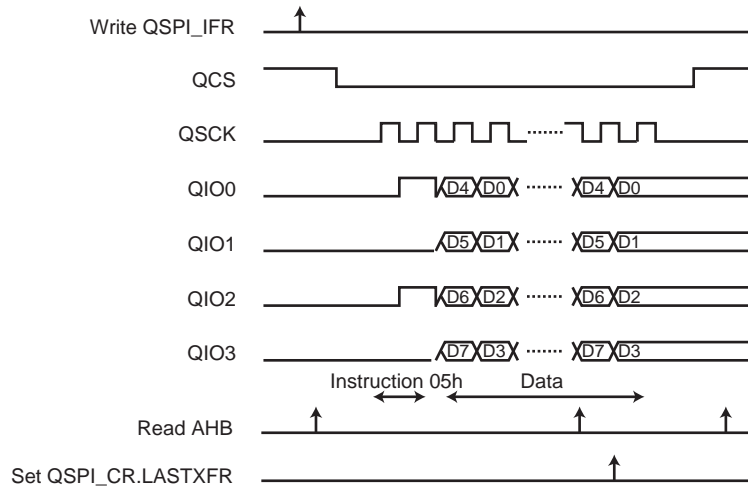 Write QSPI_IFR
QCS
QSCK
QIO0 D4 D0 D4 D0
QIO1 D5 D1 D5 D1
QIO2 D6 D2 D6 D2
QIO3 D7 D3 D7 D3
Instruction 05h Data
Read AHB
Set QSPI_CR.LASTXFR